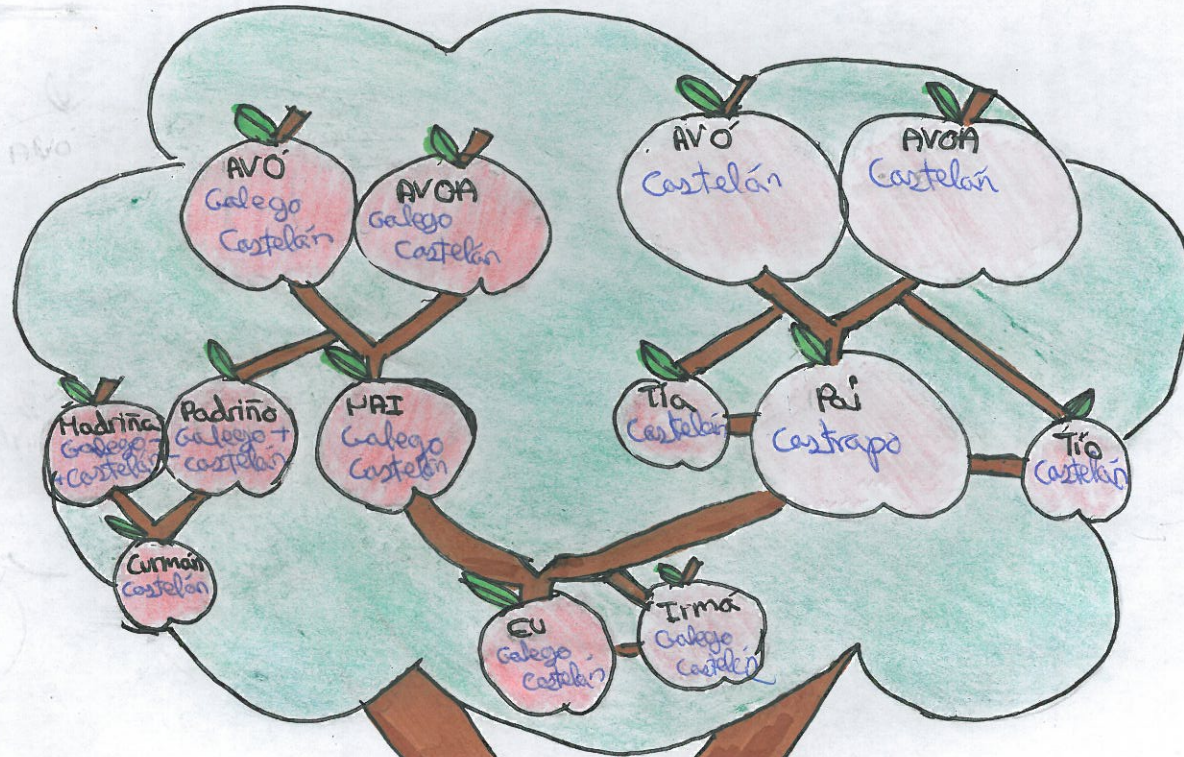 AVÓ
Galego
Castelán
AVOA
Galego
Castelán
AVÓ
Castelán
AVOA
Castelán
Madriña
Galego-
+castelán
Padriño
Galego +
castelán
MAI
Galego
Castelán
Tía
Castelán
Pai
Castrapo
Tío
Castelán
Curmán
Castelán
EU
Galego
Castelán
Irmá
Galego
Castelán